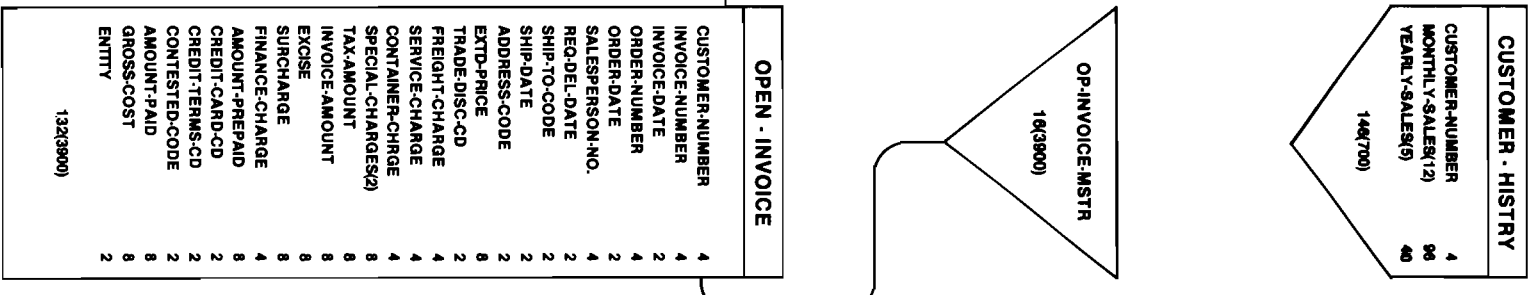 CUSTOMER - HISTRY
CUSTOMER-NUMBER 4
MONTHLY-SALES(12) 96
YEARLY-SALES(5) 40
146(700)
OP-INVOICE-MSTR
16(3900)
OPEN - INVOICE
CUSTOMER-NUMBER 4
INVOICE-NUMBER 4
INVOICE-DATE 2
ORDER-NUMBER 4
ORDER-DATE 2
SALESPERSON-NO. 4
REQ-DEL-DATE 2
SHIP-TO-CODE 2
SHIP-DATE 2
ADDRESS-CODE 2
EXTD-PRICE 8
TRADE-DISC-CD 2
FREIGHT-CHARGE 4
SERVICE-CHARGE 4
CONTAINER-CHRGE 4
SPECIAL-CHARGES(2) 8
TAX-AMOUNT 8
INVOICE-AMOUNT 8
EXCISE 8
SURCHARGE 8
FINANCE-CHARGE 4
AMOUNT-PREPAID 8
CREDIT-CARD-CD 2
CREDIT-TERMS-CD 2
CONTESTED-CODE 2
AMOUNT-PAID 8
GROSS-COST 8
ENTITY 2
132(3900)